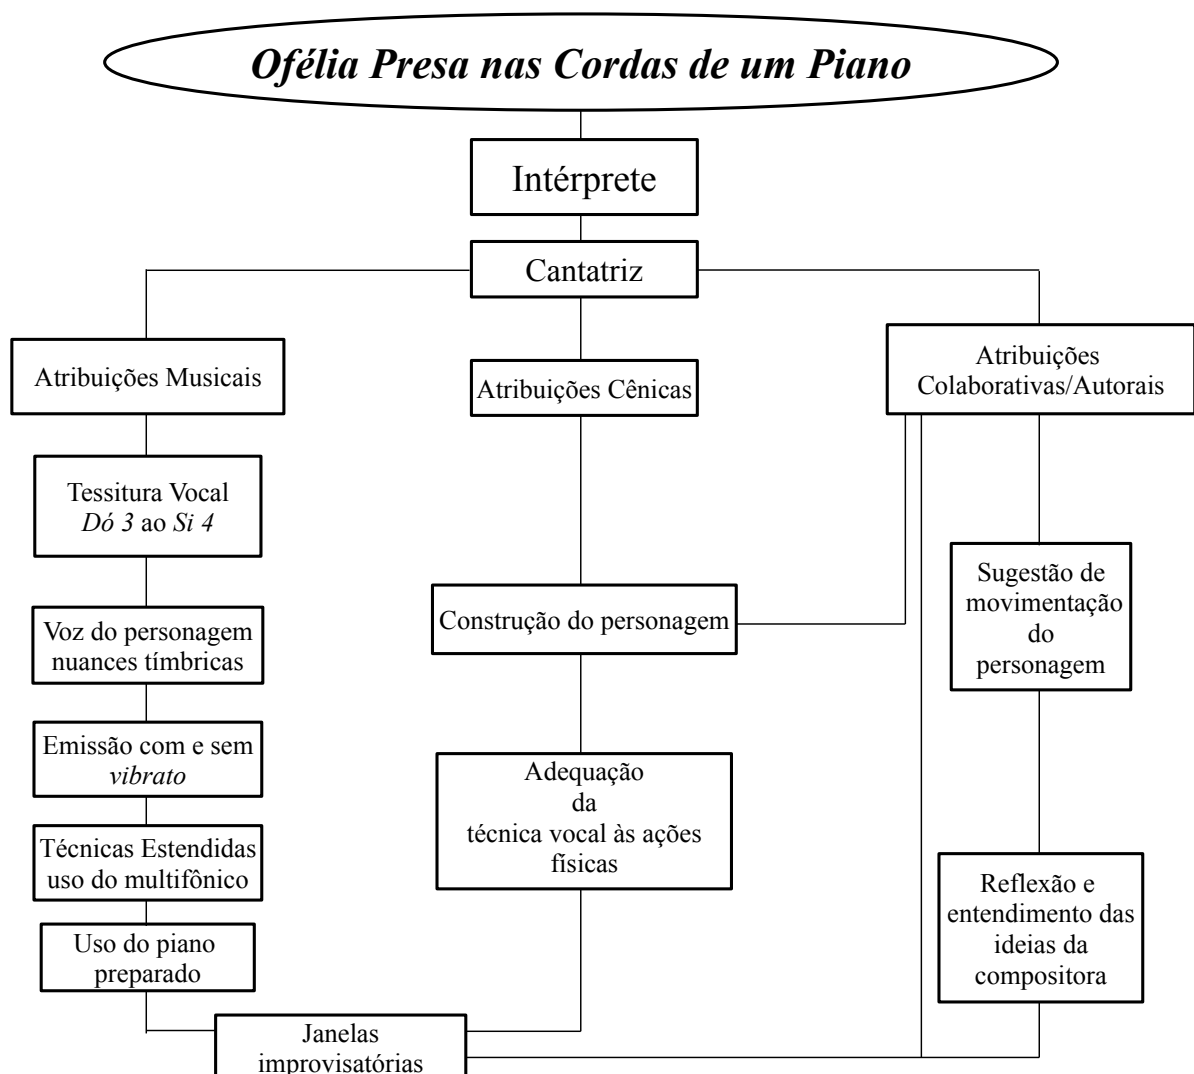 Ofélia Presa nas Cordas de um Piano
Intérprete
Cantatriz
Atribuições Musicais
Tessitura Vocal
Dó 3 ao Si 4
Voz do personagem
nuances tímbricas
Emissão com e sem
vibrato
Técnicas Estendidas
uso do multifônico
Uso do piano
preparado
Atribuições Cênicas
Construção do personagem
Adequação
da
técnica vocal às ações
físicas
Atribuições
Colaborativas/Autorais
Sugestão de
movimentação
do
personagem
Reflexão e
entendimento das
ideias da
compositora
Janelas
improvisatórias